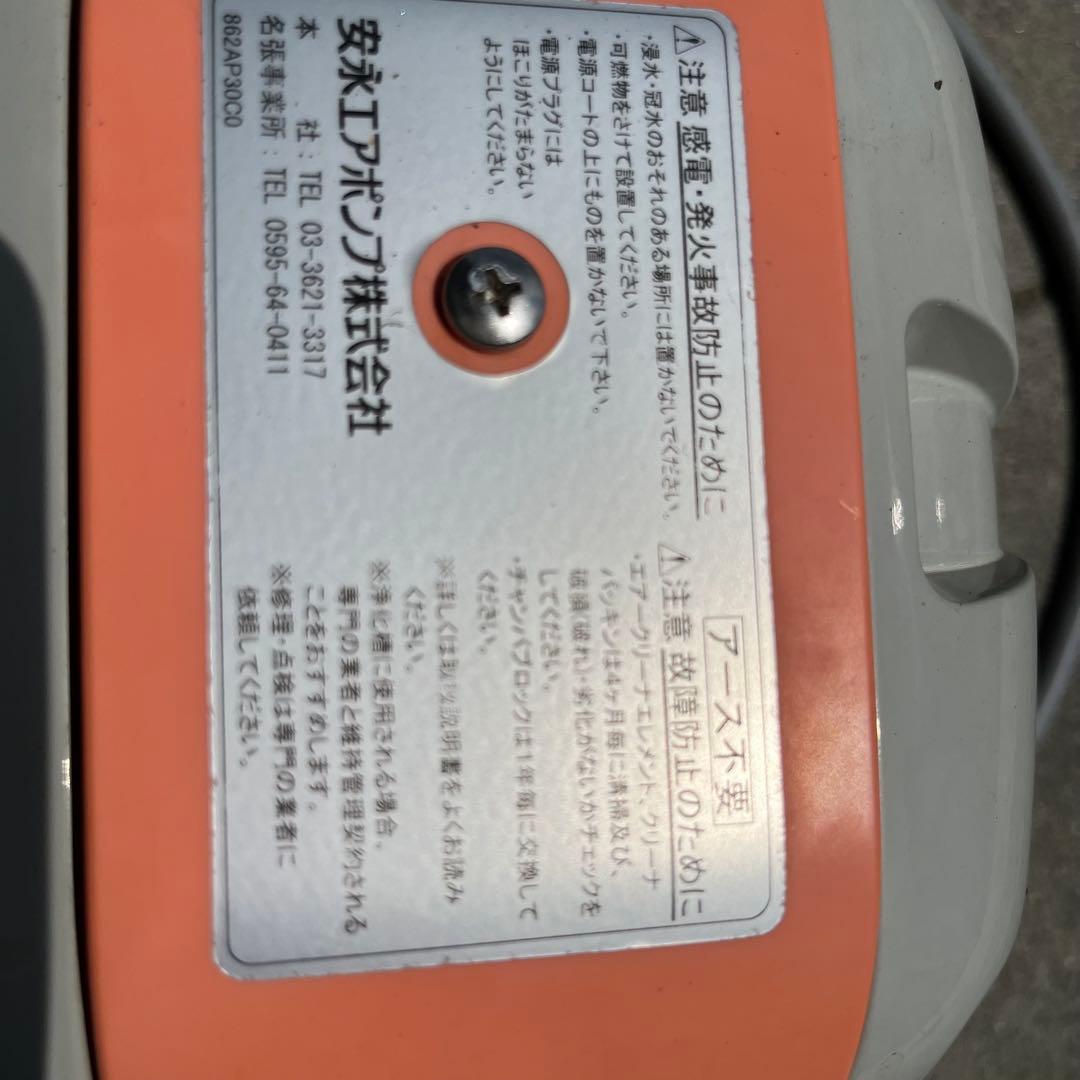 ⚠注意 感電・発火事故防止のために
・浸水・冠水のおそれのある場所には置かないでください。
・可燃物をさけて設置してください。
・電源コートの上にものを置かないで下さい。
・電源プラグには
ほこりがたまらない
ようにしてください。
安永エアポンプ株式会社
本 社:TEL 03-3621-3317
名張事業所:TEL 0595-64-0411
862AP30C0
アース不要
⚠注意 故障防止のために
・エアークリーナエレメント、クリーナ
パッキンは4ヶ月毎に清掃及び、
破損(破れ)・劣化がないかチェックを
してください。
・チャンバブロックは1年毎に交換して
ください。
※詳しくは取扱説明書をよくお読み
ください。
※浄化槽に使用される場合、
専門の業者と維持管理契約される
ことをおすすめします。
※修理・点検は専門の業者に
依頼してください。